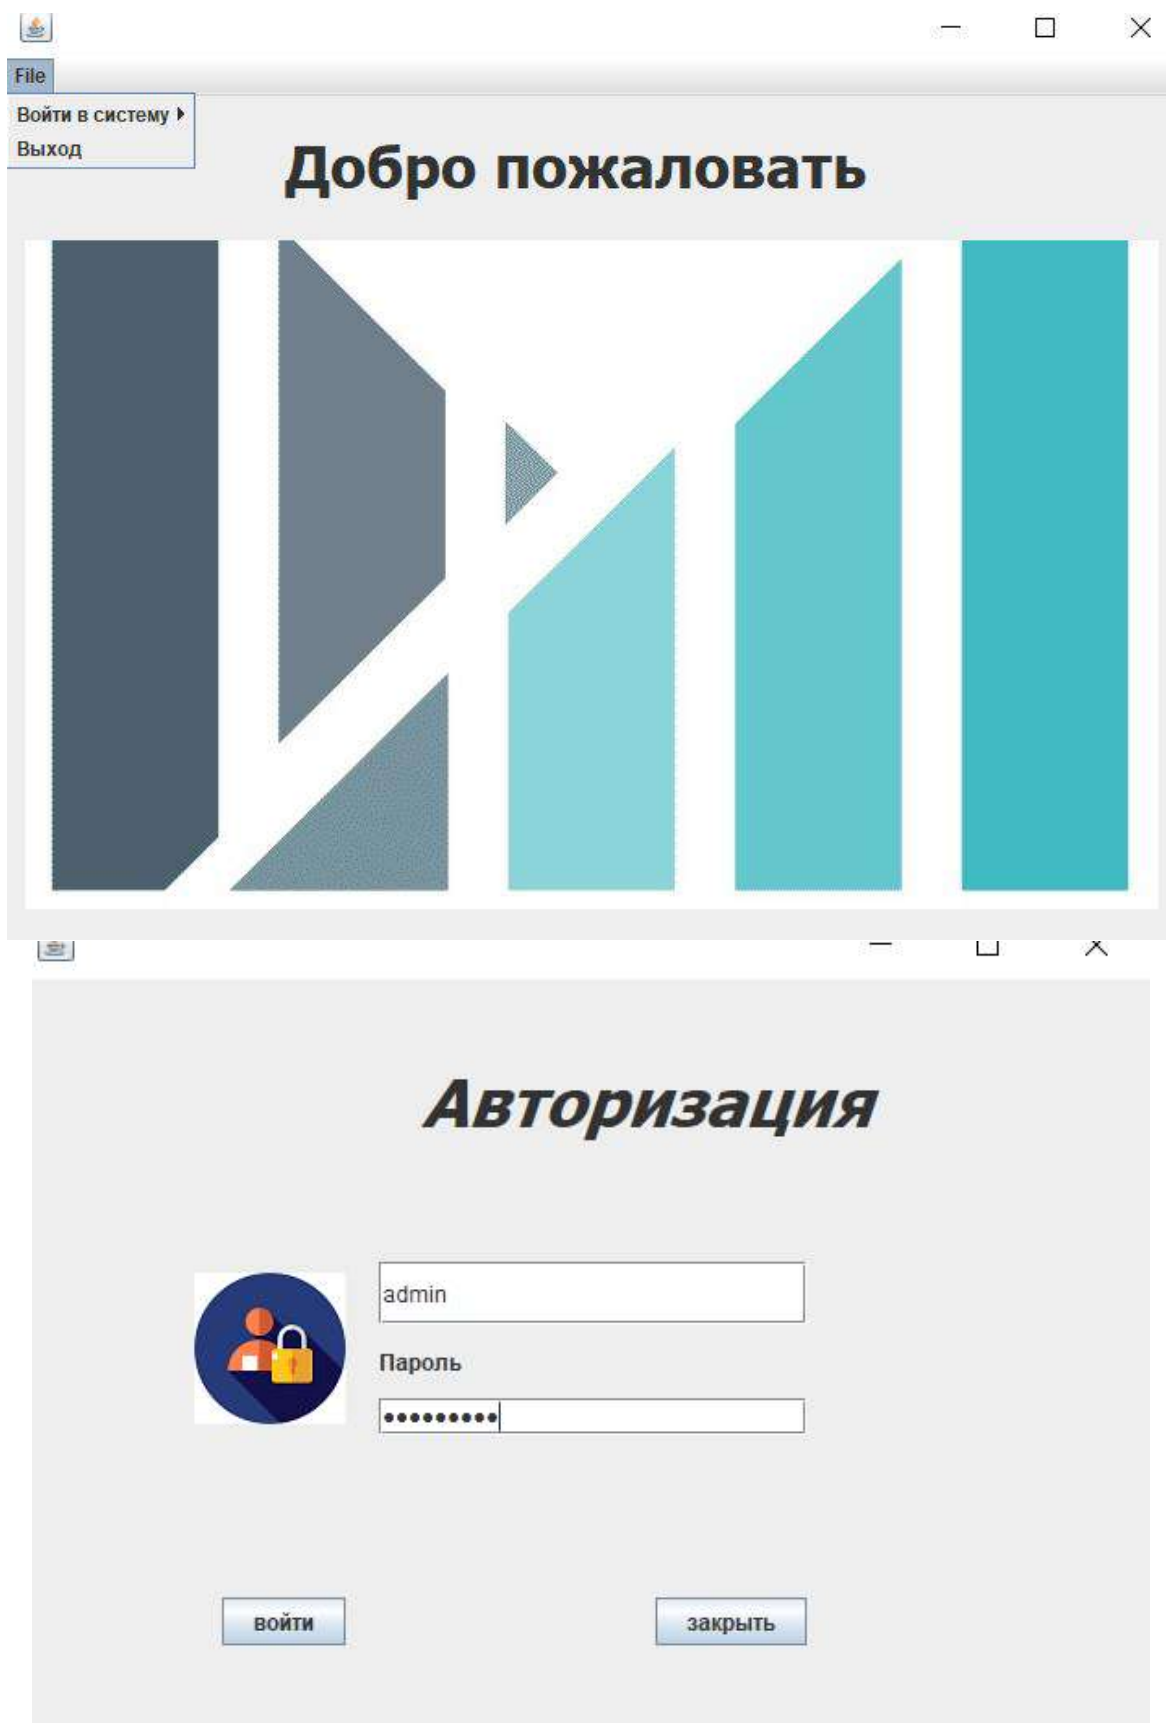 File
Войти в систему
Выход
Добро пожаловать
Авторизация
admin
Пароль
•••••••••
войти
закрыть